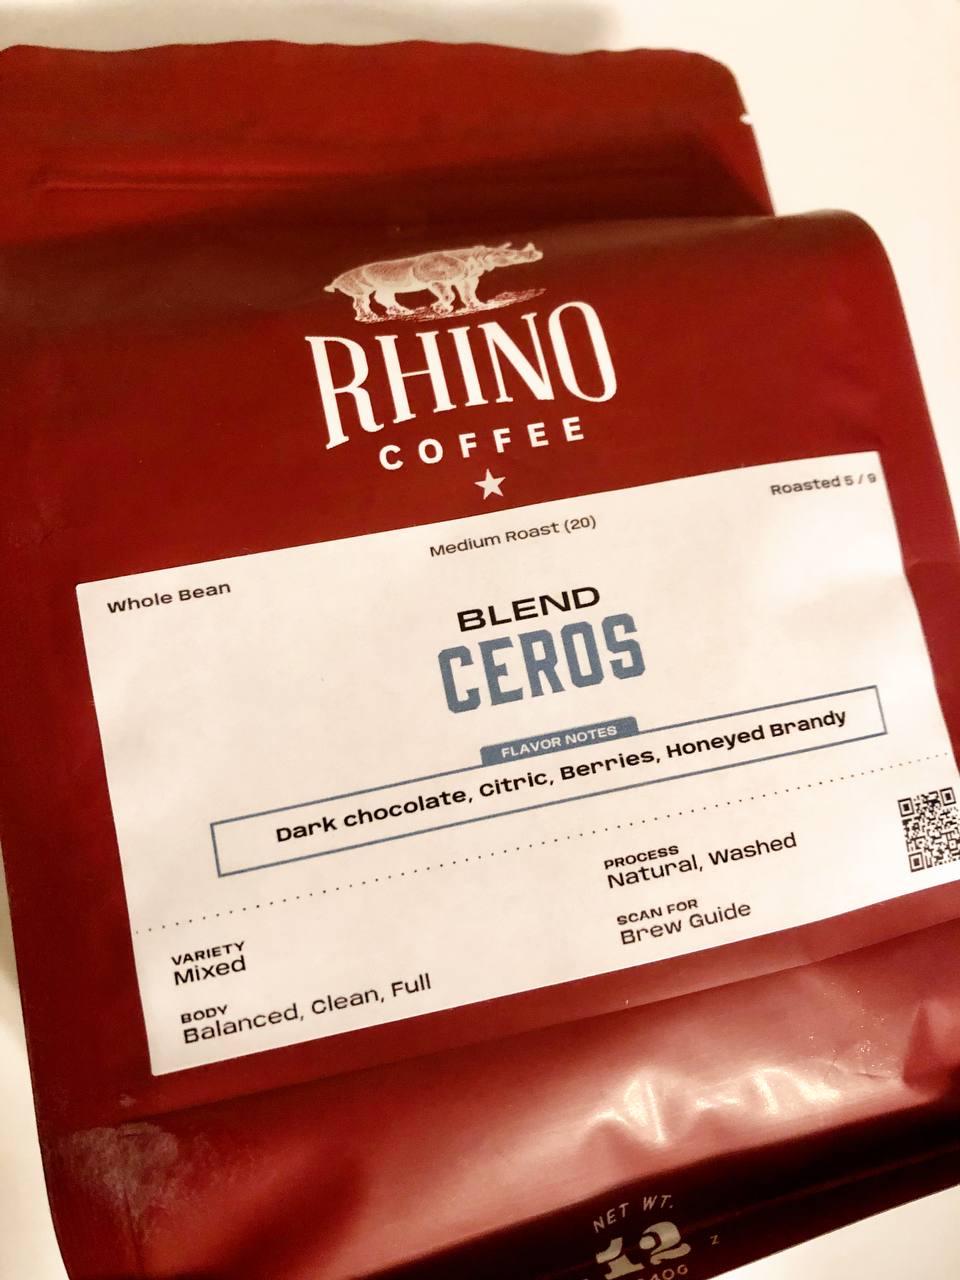 RHINO
COFFEE
Roasted 5 / 9
Medium Roast (20)
Whole Bean
BLEND
CEROS
FLAVOR NOTES
Dark chocolate, Citric, Berries, Honeyed Brandy
PROCESS
Natural, Washed
SCAN FOR
Brew Guide
VARIETY
Mixed
BODY
Balanced, Clean, Full
NET WT.
12